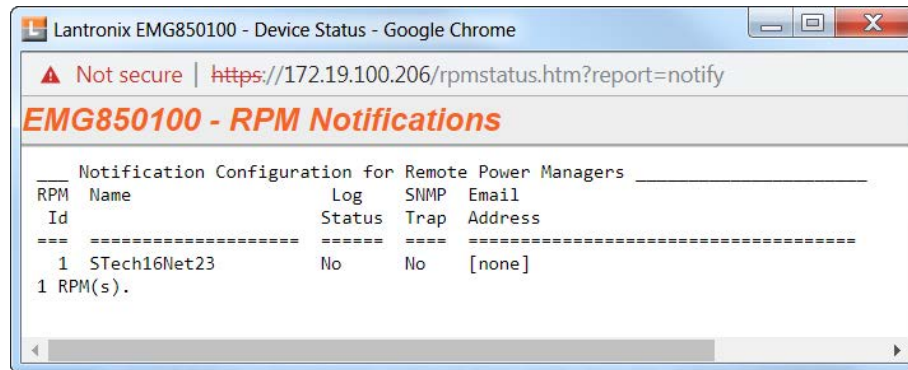 Lantronix EMG850100 - Device Status - Google Chrome
Not secure | https://172.19.100.206/rpmstatus.htm?report=notify
EMG850100 - RPM Notifications
___ Notification Configuration for Remote Power Managers ______________________
RPM  Name                  Log     SNMP  Email
 Id                        Status  Trap  Address
===  ====================  ======  ====  =====================================
  1  STech16Net23          No      No    [none]
1 RPM(s).